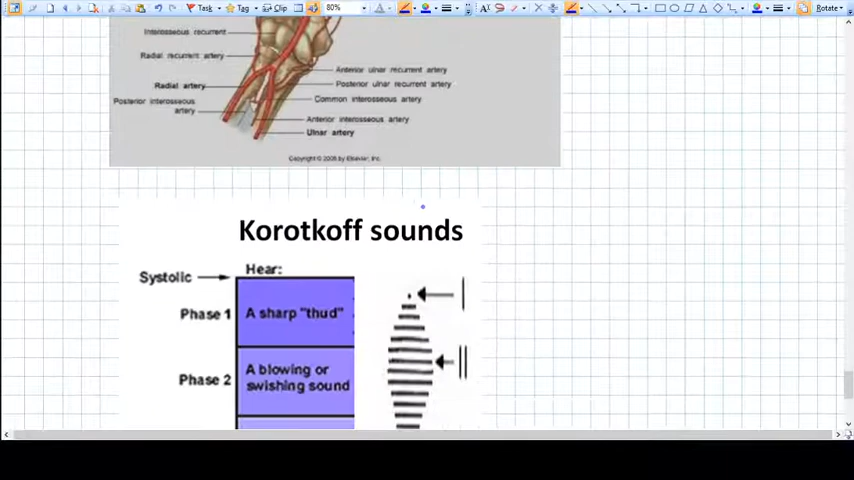 Task
Tag
Clip
80%
Rotate
Interosseous recurrent
Radial recurrent artery
Anterior ulnar recurrent artery
Radial artery
Posterior ulnar recurrent artery
Posterior interosseous
artery
Common interosseous artery
Anterior interosseous artery
Ulnar artery
Copyright © 2008 by Elsevier, Inc.
Korotkoff sounds
Hear:
Systolic
Phase 1
A sharp "thud"
I
Phase 2
A blowing or
swishing sound
II